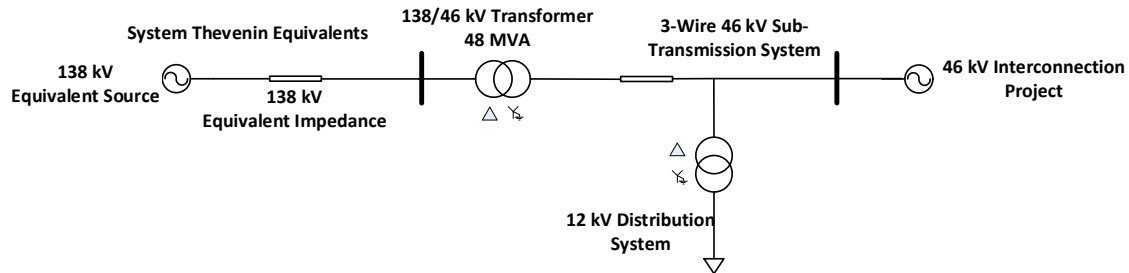 138/46 kV Transformer
48 MVA
System Thevenin Equivalents
3-Wire 46 kV Sub-
Transmission System
138 kV
Equivalent Source
138 kV
Equivalent Impedance
46 kV Interconnection
Project
12 kV Distribution
System